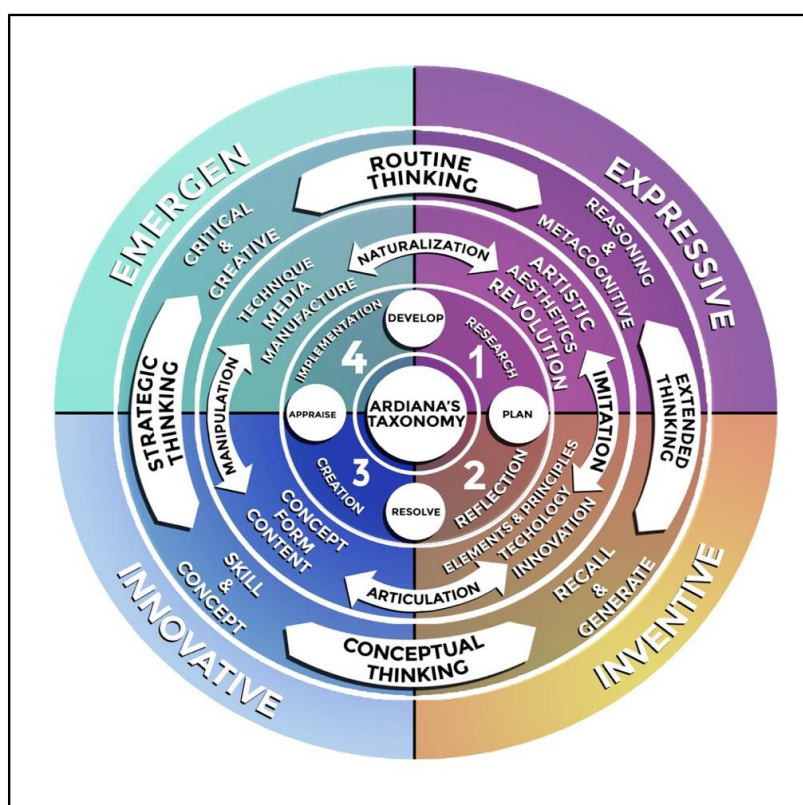 EMERGEN
EXPRESSIVE
INVENTIVE
INNOVATIVE
ROUTINE
THINKING
EXTENDED
THINKING
CONCEPTUAL
THINKING
STRATEGIC
THINKING
CRITICAL
&
CREATIVE
REASONING
&
METACOGNITIVE
RECALL
&
GENERATE
SKILL
&
CONCEPT
NATURALIZATION
IMITATION
ARTICULATION
MANIPULATION
TECHNIQUE
MEDIA
MANUFACTURE
ARTISTIC
AESTHETICS
REVOLUTION
ELEMENTS & PRINCIPLES
TECHOLOGY
INNOVATION
CONCEPT
FORM
CONTENT
IMPLEMENTATION
4
DEVELOP
1
RESEARCH
APPRAISE
ARDIANA'S
TAXONOMY
PLAN
3
CREATION
RESOLVE
2
REFLECTION